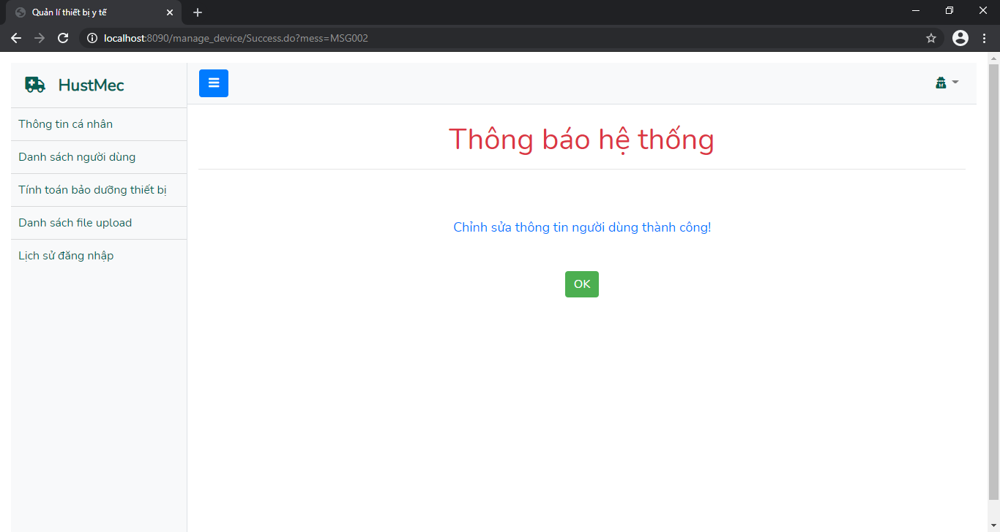 Quản lí thiết bị y tế
localhost:8090/manage_device/Success.do?mess=MSG002
HustMec
Thông tin cá nhân
Danh sách người dùng
Tính toán bảo dưỡng thiết bị
Danh sách file upload
Lịch sử đăng nhập
Thông báo hệ thống
Chỉnh sửa thông tin người dùng thành công!
OK